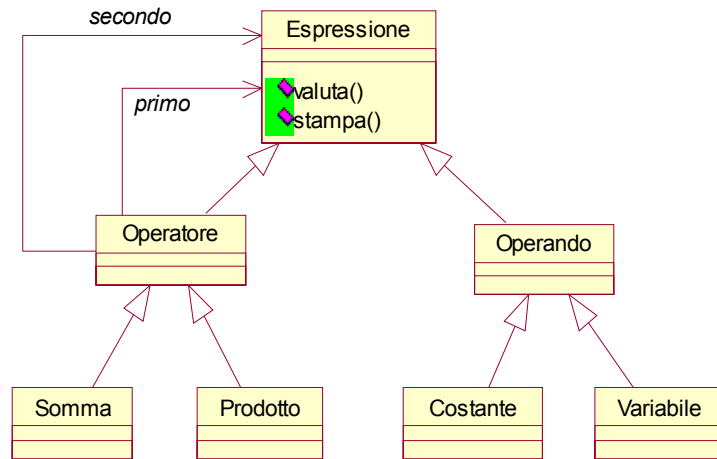 secondo
Espressione
primo
valuta()
stampa()
Operatore
Operando
Somma
Prodotto
Costante
Variabile